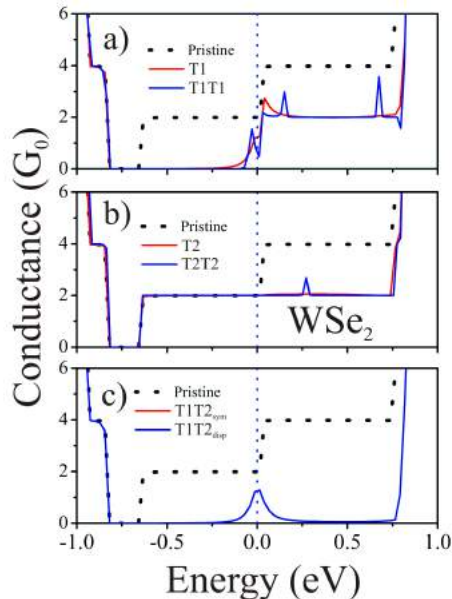 Conductance (G₀)
6
a)
Pristine
T1
T1T1
4
2
0
6
b)
Pristine
T2
T2T2
4
WSe₂
2
0
6
c)
Pristine
T1T2sym
T1T2disp
4
2
0
-1.0 -0.5 0.0 0.5 1.0
Energy (eV)